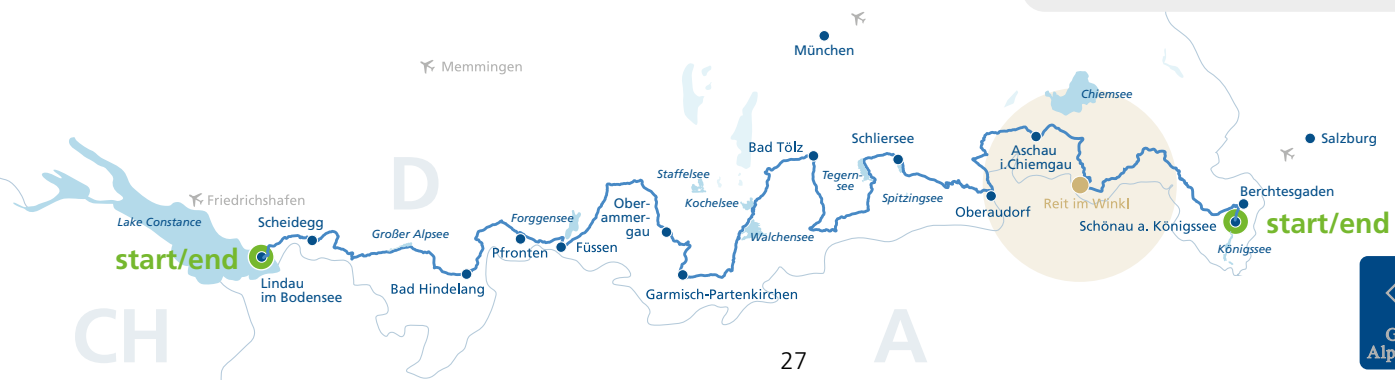 München
Memmingen
Chiemsee
Salzburg
Bad Tölz
Schliersee
Aschau
i.Chiemgau
D
Staffelsee
Tegern-
see
Friedrichshafen
Kochelsee
Spitzingsee
Berchtesgaden
Lake Constance
Scheidegg
Forggensee
Ober-
ammer-
gau
Oberaudorf
Reit im Winkl
Großer Alpsee
Walchensee
Schönau a. Königssee
start/end
start/end
Pfronten
Füssen
Königssee
Lindau
im Bodensee
Bad Hindelang
Garmisch-Partenkirchen
CH
A
27